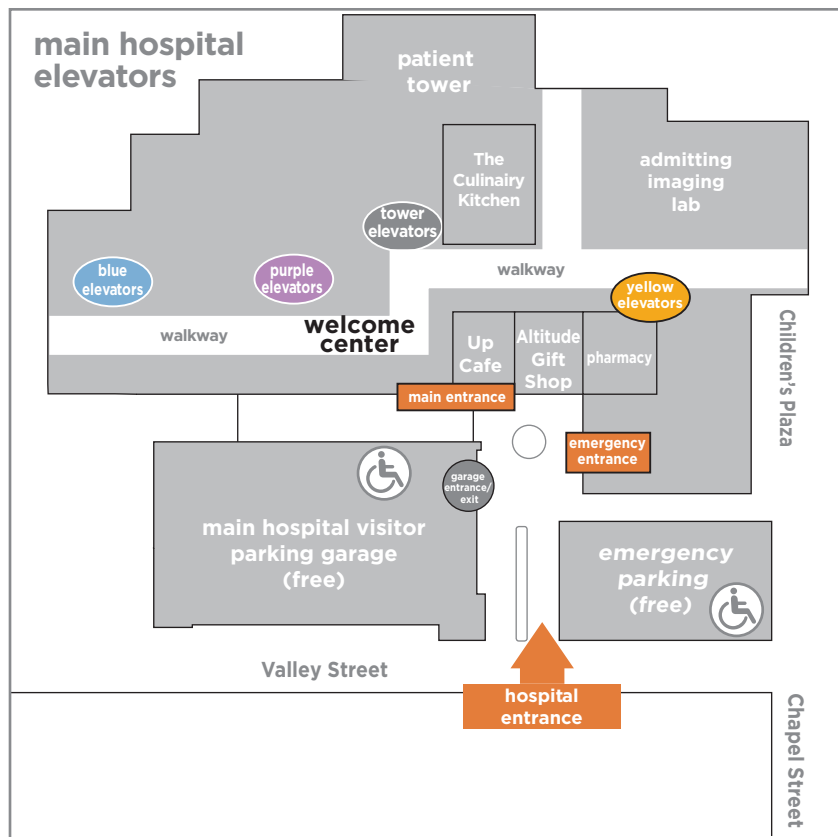 main hospital
elevators
patient
tower
The
Culinairy
Kitchen
admitting
imaging
lab
tower
elevators
blue
elevators
purple
elevators
walkway
yellow
elevators
walkway
welcome
center
Up
Cafe
Altitude
Gift
Shop
pharmacy
Children's Plaza
main entrance
emergency
entrance
garage
entrance/
exit
main hospital visitor
parking garage
(free)
emergency
parking
(free)
Valley Street
hospital
entrance
Chapel Street